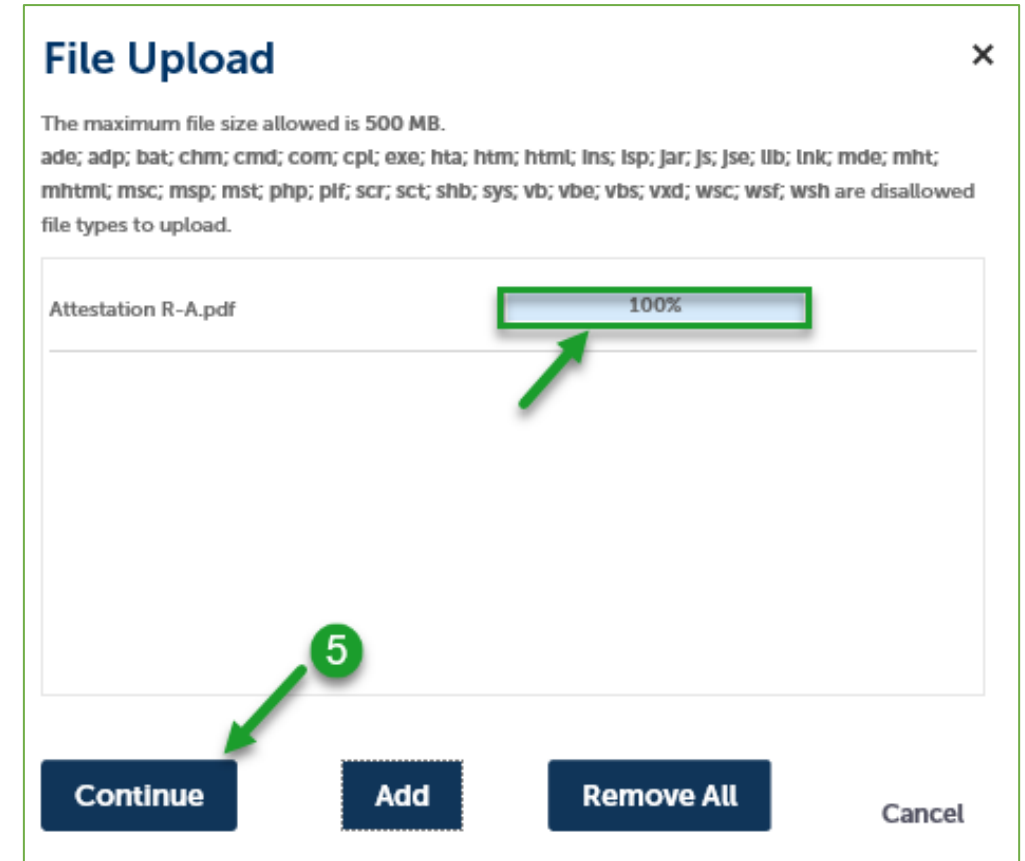 File Upload
×
The maximum file size allowed is 500 MB.
ade; adp; bat; chm; cmd; com; cpl; exe; hta; htm; html; ins; isp; jar; js; jse; lib; lnk; mde; mht;
mhtml; msc; msp; mst; php; pif; scr; sct; shb; sys; vb; vbe; vbs; vxd; wsc; wsf; wsh are disallowed
file types to upload.
Attestation R-A.pdf 100%
5
Continue Add Remove All Cancel